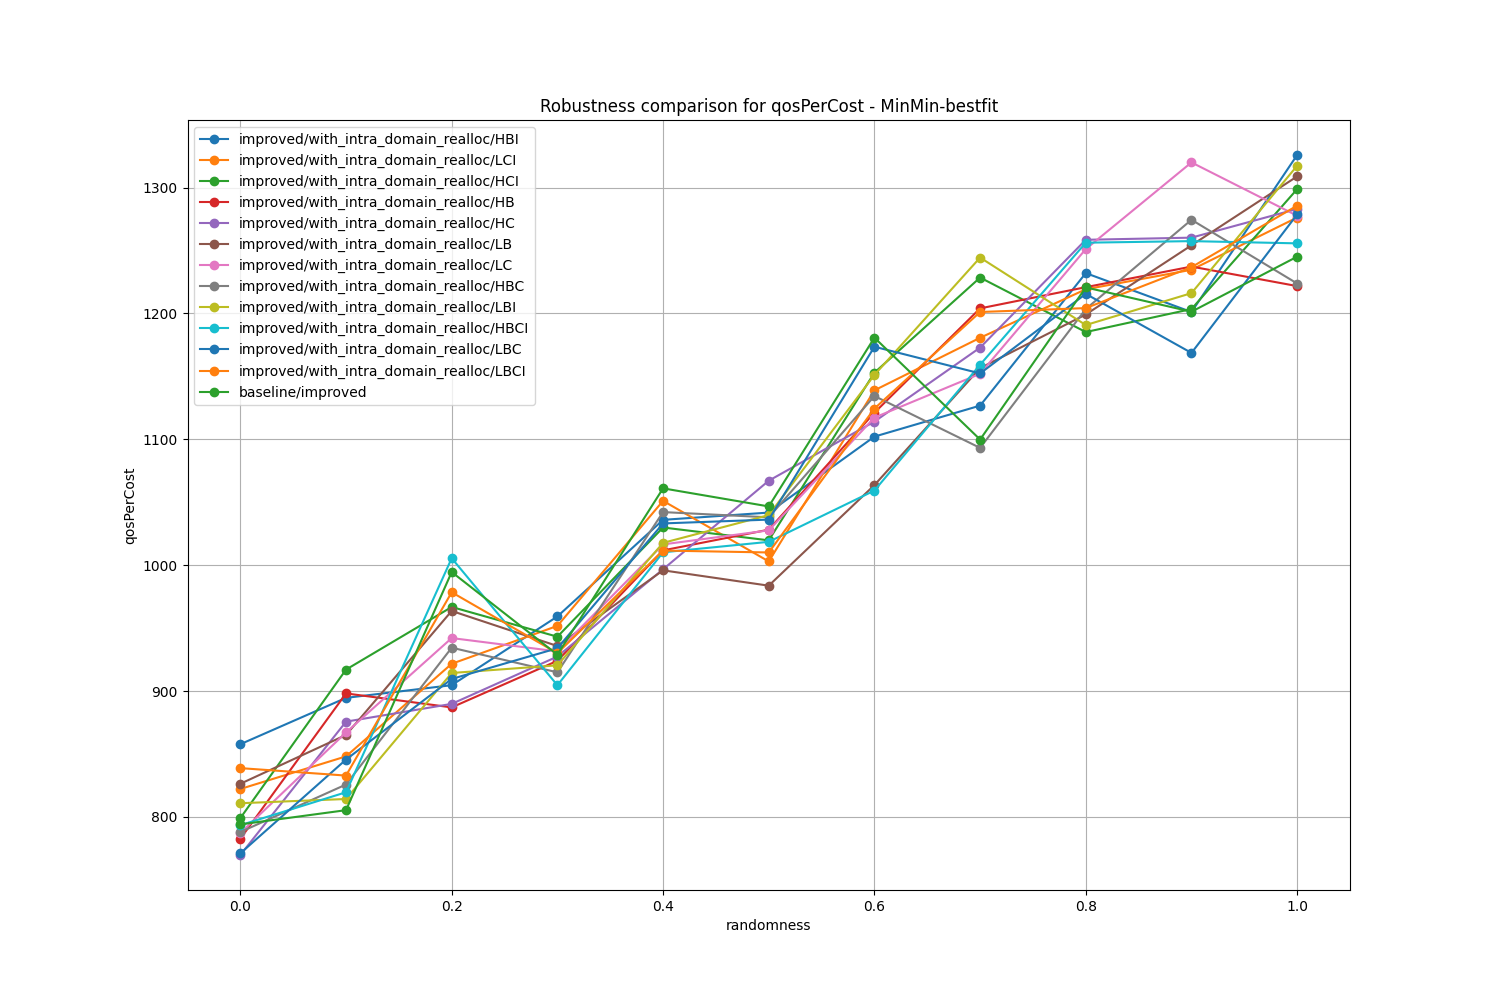 Robustness comparison for qosPerCost - MinMin-bestfit
improved/with_intra_domain_realloc/HBI
improved/with_intra_domain_realloc/LCI
improved/with_intra_domain_realloc/HCI
improved/with_intra_domain_realloc/HB
improved/with_intra_domain_realloc/HC
improved/with_intra_domain_realloc/LB
improved/with_intra_domain_realloc/LC
improved/with_intra_domain_realloc/HBC
improved/with_intra_domain_realloc/LBI
improved/with_intra_domain_realloc/HBCI
improved/with_intra_domain_realloc/LBC
improved/with_intra_domain_realloc/LBCI
baseline/improved
1300
1200
1100
1000
900
800
qosPerCost
0.0 0.2 0.4 0.6 0.8 1.0
randomness